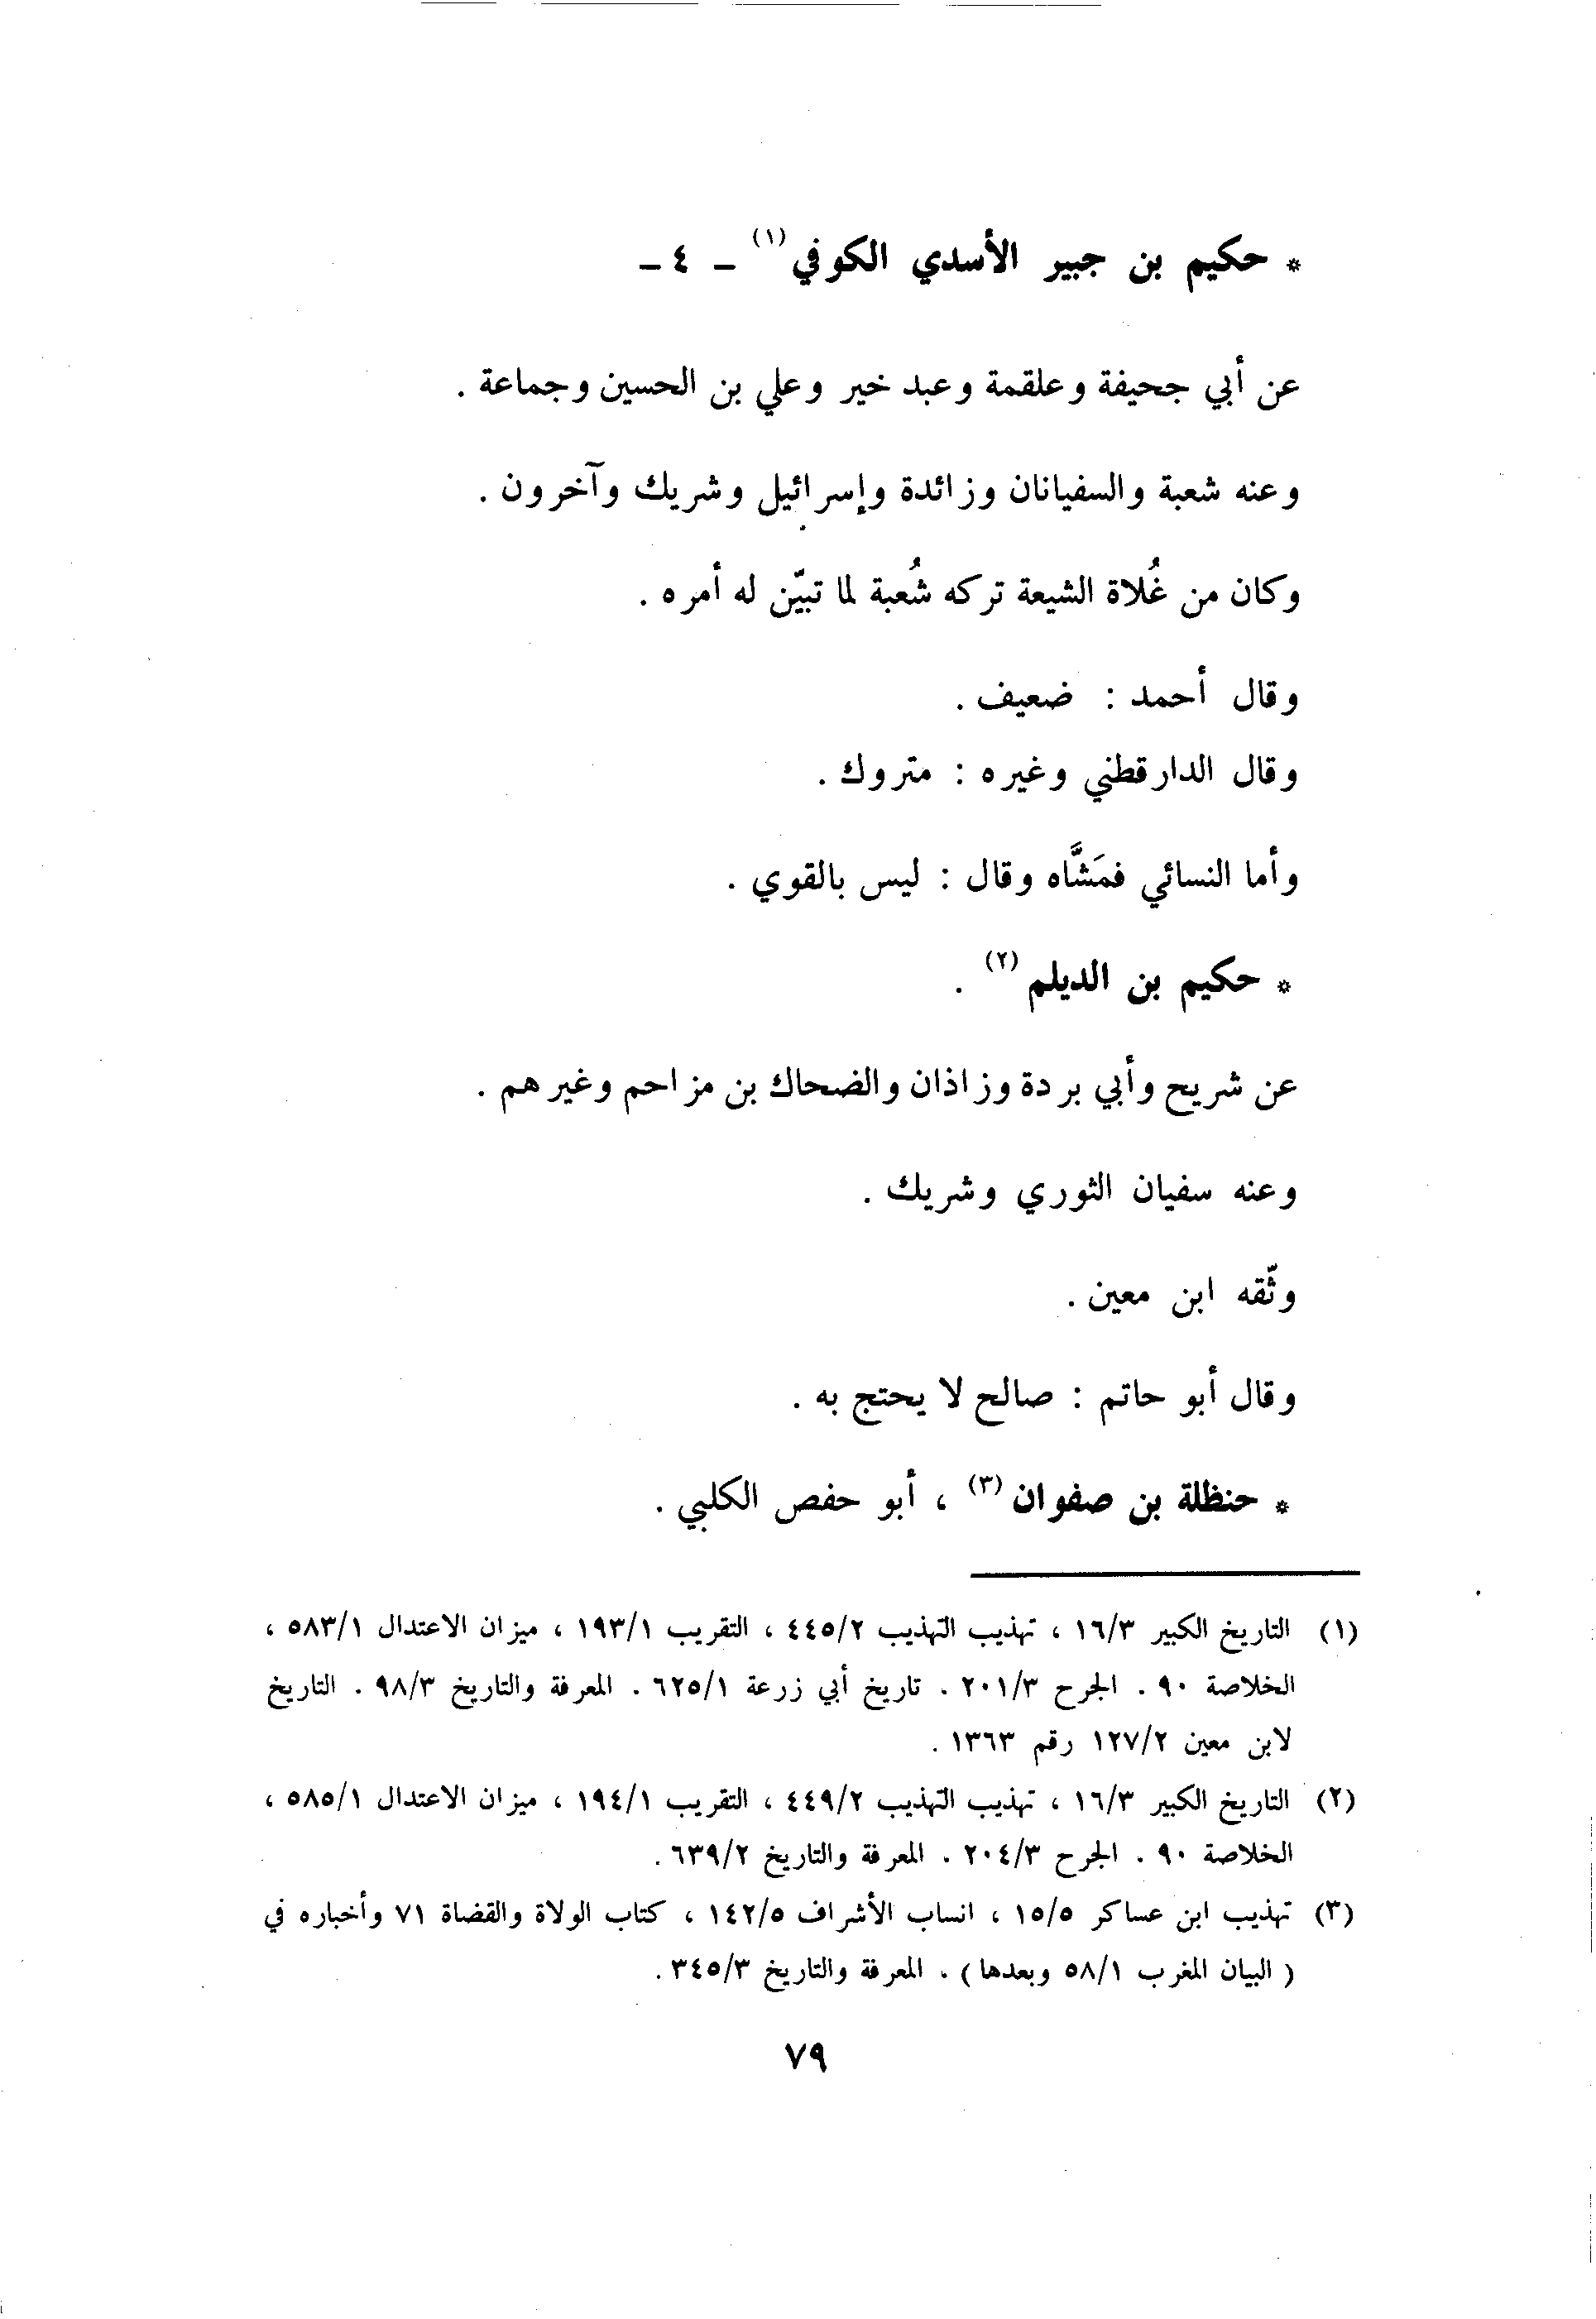 * حكيم بن جبير الأسدي الكوفي (١) - ٤ -
عن أبي جحيفة وعلقمة وعبد خير وعلي بن الحسين وجماعة .
وعنه شعبة والسفيانان وزائدة وإسرائيل وشريك وآخرون .
وكان من غُلاة الشيعة تركه شُعبة لما تبيّن له أمره .
وقال أحمد : ضعيف .
وقال الدارقطني وغيره : متروك .
وأما النسائي فمَشَّاه وقال : ليس بالقوي .
* حكيم بن الديلم (٢) .
عن شريح وأبي بردة وزاذان والضحاك بن مزاحم وغيرهم .
وعنه سفيان الثوري وشريك .
وثّقه ابن معين .
وقال أبو حاتم : صالح لا يحتج به .
* حنظلة بن صفوان (٣) ، أبو حفص الكلبي .
(١) التاريخ الكبير ١٦/٣ ، تهذيب التهذيب ٤٤٥/٢ ، التقريب ١٩٣/١ ، ميزان الاعتدال ٥٨٣/١ ،
الخلاصة ٩٠ . الجرح ٢٠١/٣ . تاريخ أبي زرعة ٦٢٥/١ . المعرفة والتاريخ ٩٨/٣ . التاريخ
لابن معين ١٢٧/٢ رقم ١٣٦٣ .
(٢) التاريخ الكبير ١٦/٣ ، تهذيب التهذيب ٤٤٩/٢ ، التقريب ١٩٤/١ ، ميزان الاعتدال ٥٨٥/١ ،
الخلاصة ٩٠ . الجرح ٢٠٤/٣ . المعرفة والتاريخ ٦٣٩/٢ .
(٣) تهذيب ابن عساكر ١٥/٥ ، انساب الأشراف ١٤٢/٥ ، كتاب الولاة والقضاة ٧١ وأخباره في
( البيان المغرب ٥٨/١ وبعدها ) . المعرفة والتاريخ ٣٤٥/٣ .
٧٩